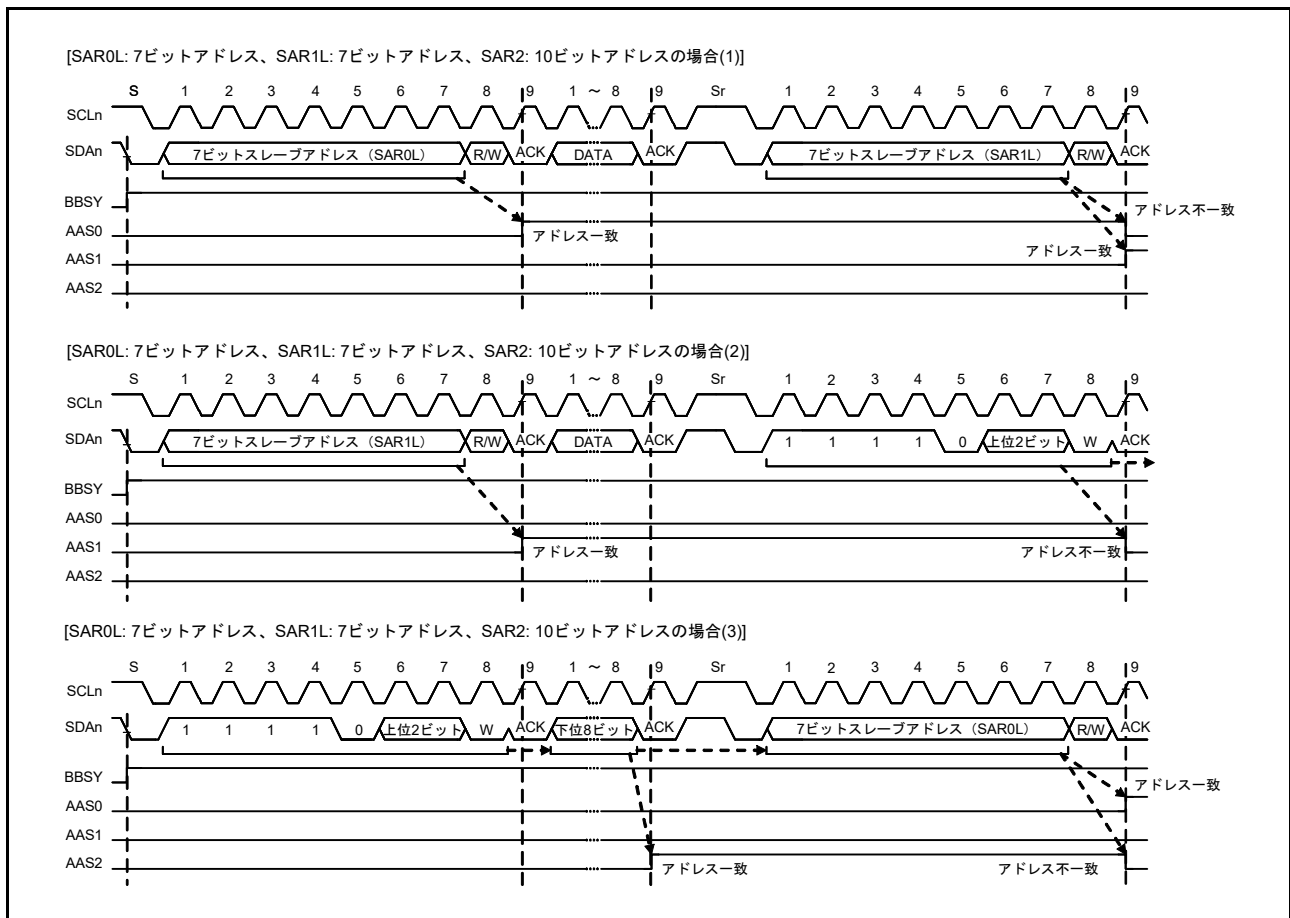 [SAR0L: 7ビットアドレス、SAR1L: 7ビットアドレス、SAR2: 10ビットアドレスの場合(1)]
S 1 2 3 4 5 6 7 8 9 1 ~ 8 9 Sr 1 2 3 4 5 6 7 8 9
SCLn
SDAn 7ビットスレーブアドレス（SAR0L） R/W ACK DATA ACK 7ビットスレーブアドレス（SAR1L） R/W ACK
BBSY
アドレス不一致
AAS0 アドレス一致
アドレス一致
AAS1
AAS2
[SAR0L: 7ビットアドレス、SAR1L: 7ビットアドレス、SAR2: 10ビットアドレスの場合(2)]
S 1 2 3 4 5 6 7 8 9 1 ~ 8 9 Sr 1 2 3 4 5 6 7 8 9
SCLn
SDAn 7ビットスレーブアドレス（SAR1L） R/W ACK DATA ACK 1 1 1 1 0 上位2ビット W ACK
BBSY
AAS0
AAS1 アドレス一致 アドレス不一致
AAS2
[SAR0L: 7ビットアドレス、SAR1L: 7ビットアドレス、SAR2: 10ビットアドレスの場合(3)]
S 1 2 3 4 5 6 7 8 9 1 ~ 8 9 Sr 1 2 3 4 5 6 7 8 9
SCLn
SDAn 1 1 1 1 0 上位2ビット W ACK 下位8ビット ACK 7ビットスレーブアドレス（SAR0L） R/W ACK
BBSY
アドレス一致
AAS0
AAS1
AAS2 アドレス一致 アドレス不一致